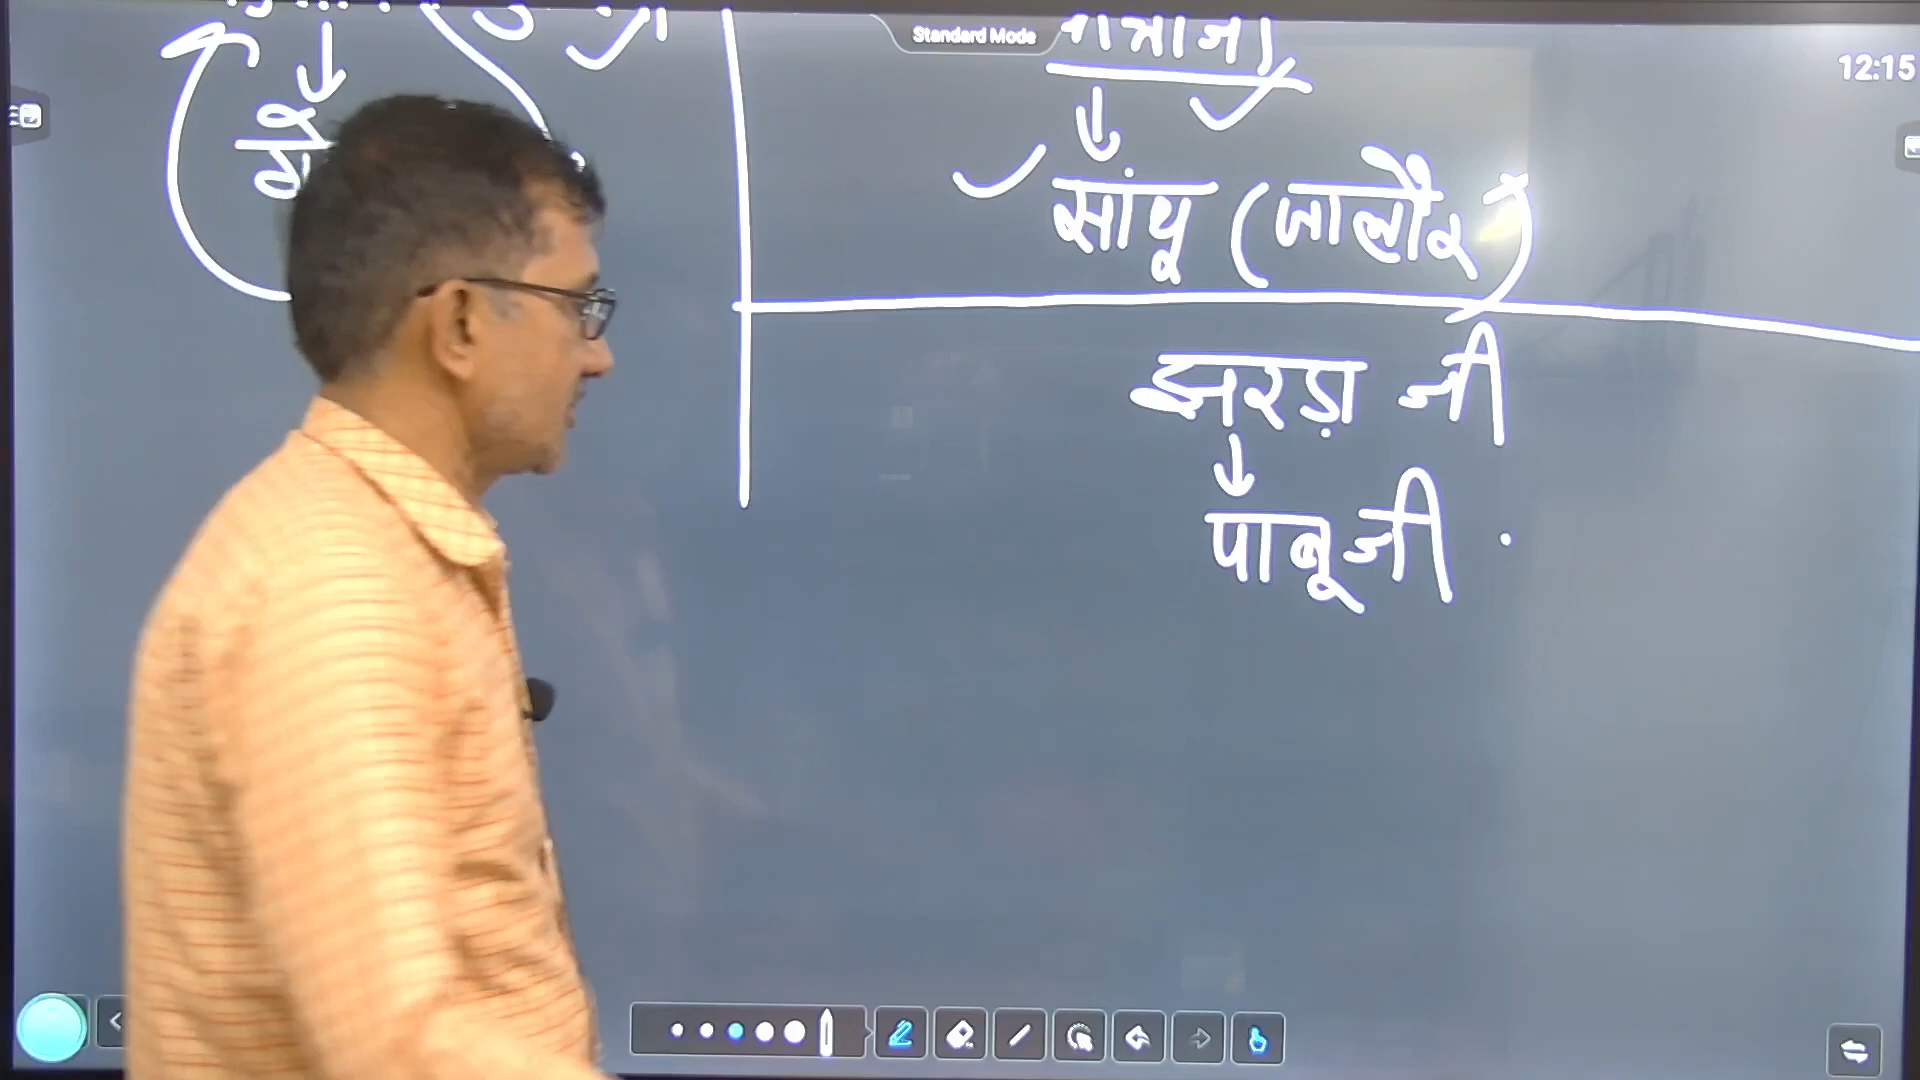 Standard Mode
12:15
सांथू (जालौर)
झरड़ा जी
↓
पाबूजी .